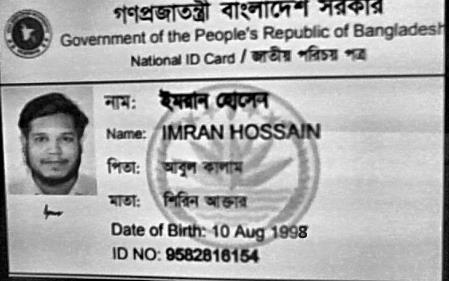 গণপ্রজাতন্ত্রী বাংলাদেশ সরকার
Government of the People's Republic of Bangladesh
National ID Card / জাতীয় পরিচয় পত্র
নাম: ইমরান হোসেন
Name: IMRAN HOSSAIN
পিতা: আবুল কালাম
মাতা: শিরিন আক্তার
Date of Birth: 10 Aug 1998
ID NO: 9582816154